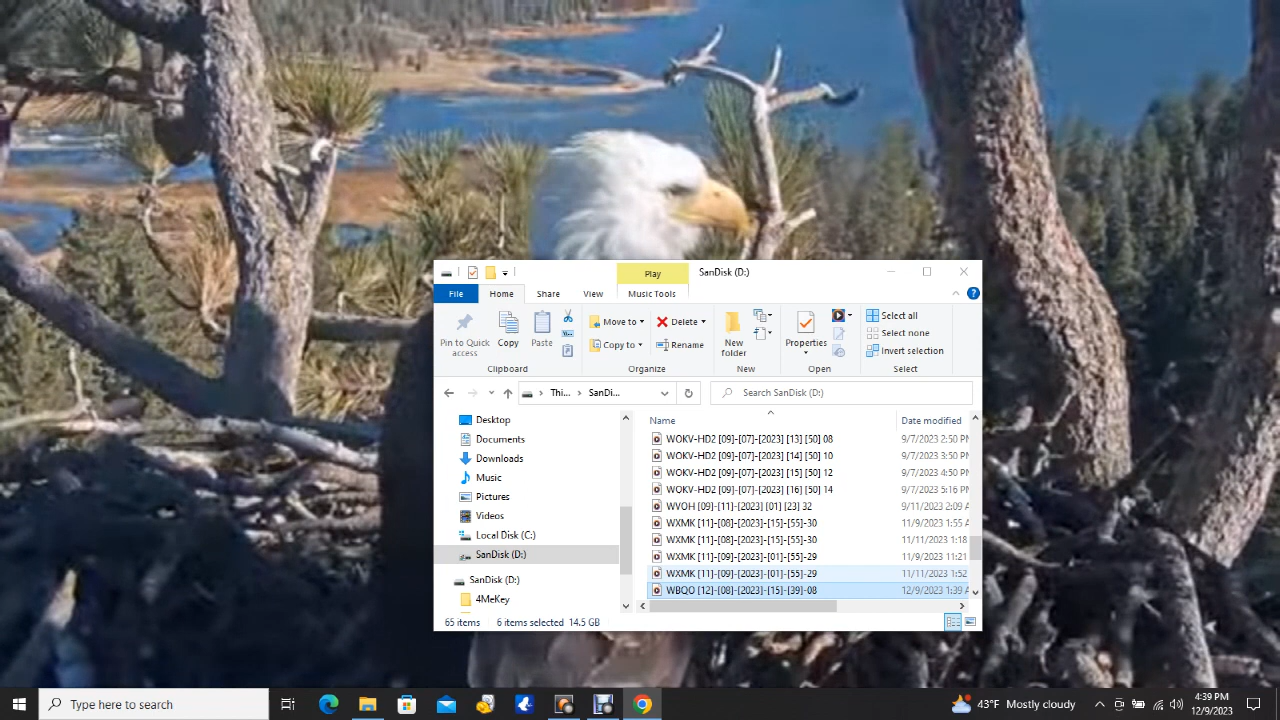 Play
SanDisk (D:)
File
Home
Share
View
Music Tools
Pin to Quick access
Copy
Paste
Move to
Copy to
Delete
Rename
New folder
Properties
Select all
Select none
Invert selection
Clipboard
Organize
New
Open
Select
Thi...
SanDi...
Search SanDisk (D:)
Desktop
Documents
Downloads
Music
Pictures
Videos
Local Disk (C:)
SanDisk (D:)
SanDisk (D:)
4MeKey
Name Date modified
WOKV-HD2 [09]-[07]-[2023] [13] [50] 08 9/7/2023 2:50 PM
WOKV-HD2 [09]-[07]-[2023] [14] [50] 10 9/7/2023 3:50 PM
WOKV-HD2 [09]-[07]-[2023] [15] [50] 12 9/7/2023 4:50 PM
WOKV-HD2 [09]-[07]-[2023] [16] [50] 14 9/7/2023 5:16 PM
WVOH [09]-[11]-[2023] [01] [23] 32 9/11/2023 2:09 A
WXMK [11]-[08]-[2023]-[15]-[55]-30 11/9/2023 1:55 A
WXMK [11]-[08]-[2023]-[15]-[55]-30 11/11/2023 1:18
WXMK [11]-[09]-[2023]-[01]-[55]-29 11/9/2023 11:21
WXMK [11]-[09]-[2023]-[01]-[55]-29 11/11/2023 1:52
WBQO [12]-[08]-[2023]-[15]-[39]-08 12/9/2023 1:39 A
65 items 6 items selected 14.5 GB
Type here to search
43°F Mostly cloudy
4:39 PM
12/9/2023